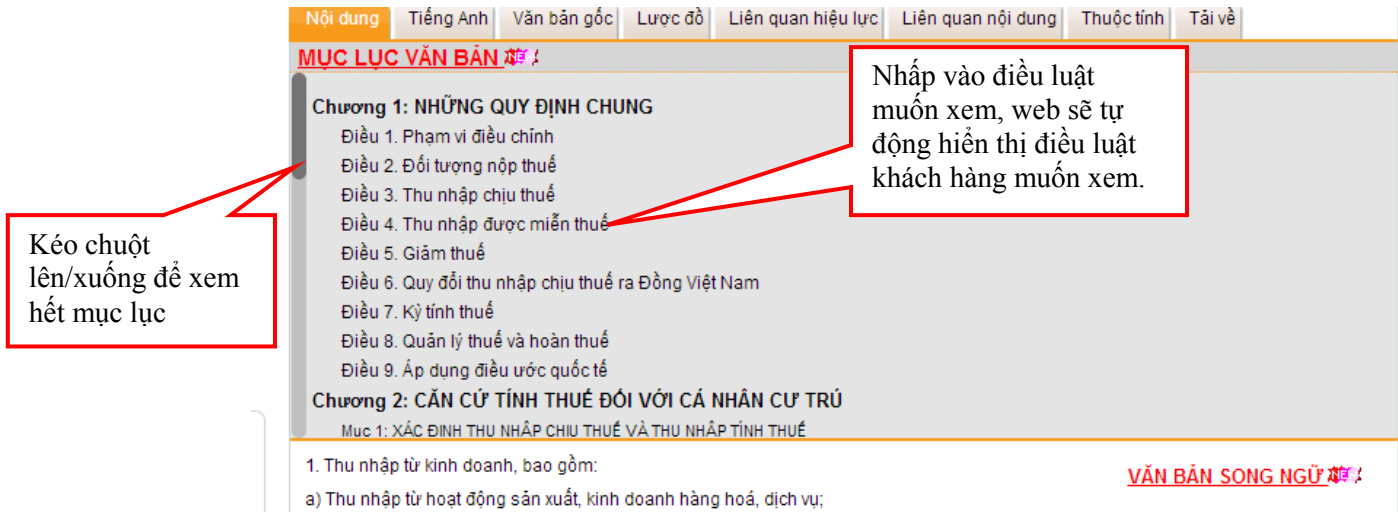 Nội dung Tiếng Anh Văn bản gốc Lược đồ Liên quan hiệu lực Liên quan nội dung Thuộc tính Tải về
MỤC LỤC VĂN BẢN NEW
Chương 1: NHỮNG QUY ĐỊNH CHUNG
Điều 1. Phạm vi điều chỉnh
Điều 2. Đối tượng nộp thuế
Điều 3. Thu nhập chịu thuế
Điều 4. Thu nhập được miễn thuế
Điều 5. Giảm thuế
Điều 6. Quy đổi thu nhập chịu thuế ra Đồng Việt Nam
Điều 7. Kỳ tính thuế
Điều 8. Quản lý thuế và hoàn thuế
Điều 9. Áp dụng điều ước quốc tế
Chương 2: CĂN CỨ TÍNH THUẾ ĐỐI VỚI CÁ NHÂN CƯ TRÚ
Mục 1: XÁC ĐỊNH THU NHẬP CHỊU THUẾ VÀ THU NHẬP TÍNH THUẾ
Nhấp vào điều luật
muốn xem, web sẽ tự
động hiển thị điều luật
khách hàng muốn xem.
Kéo chuột
lên/xuống để xem
hết mục lục
1. Thu nhập từ kinh doanh, bao gồm:
VĂN BẢN SONG NGỮ NEW
a) Thu nhập từ hoạt động sản xuất, kinh doanh hàng hoá, dịch vụ;